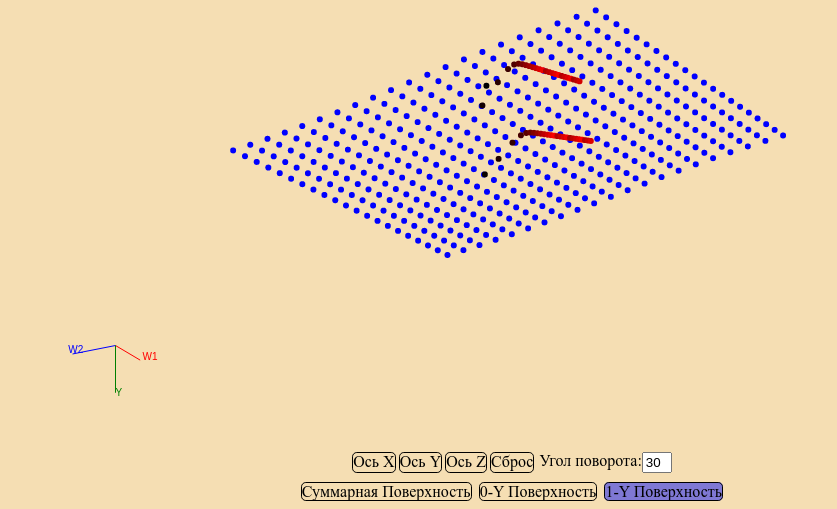 W2
W1
Y
Ось X Ось Y Ось Z Сброс Угол поворота: 30
Суммарная Поверхность 0-Y Поверхность 1-Y Поверхность